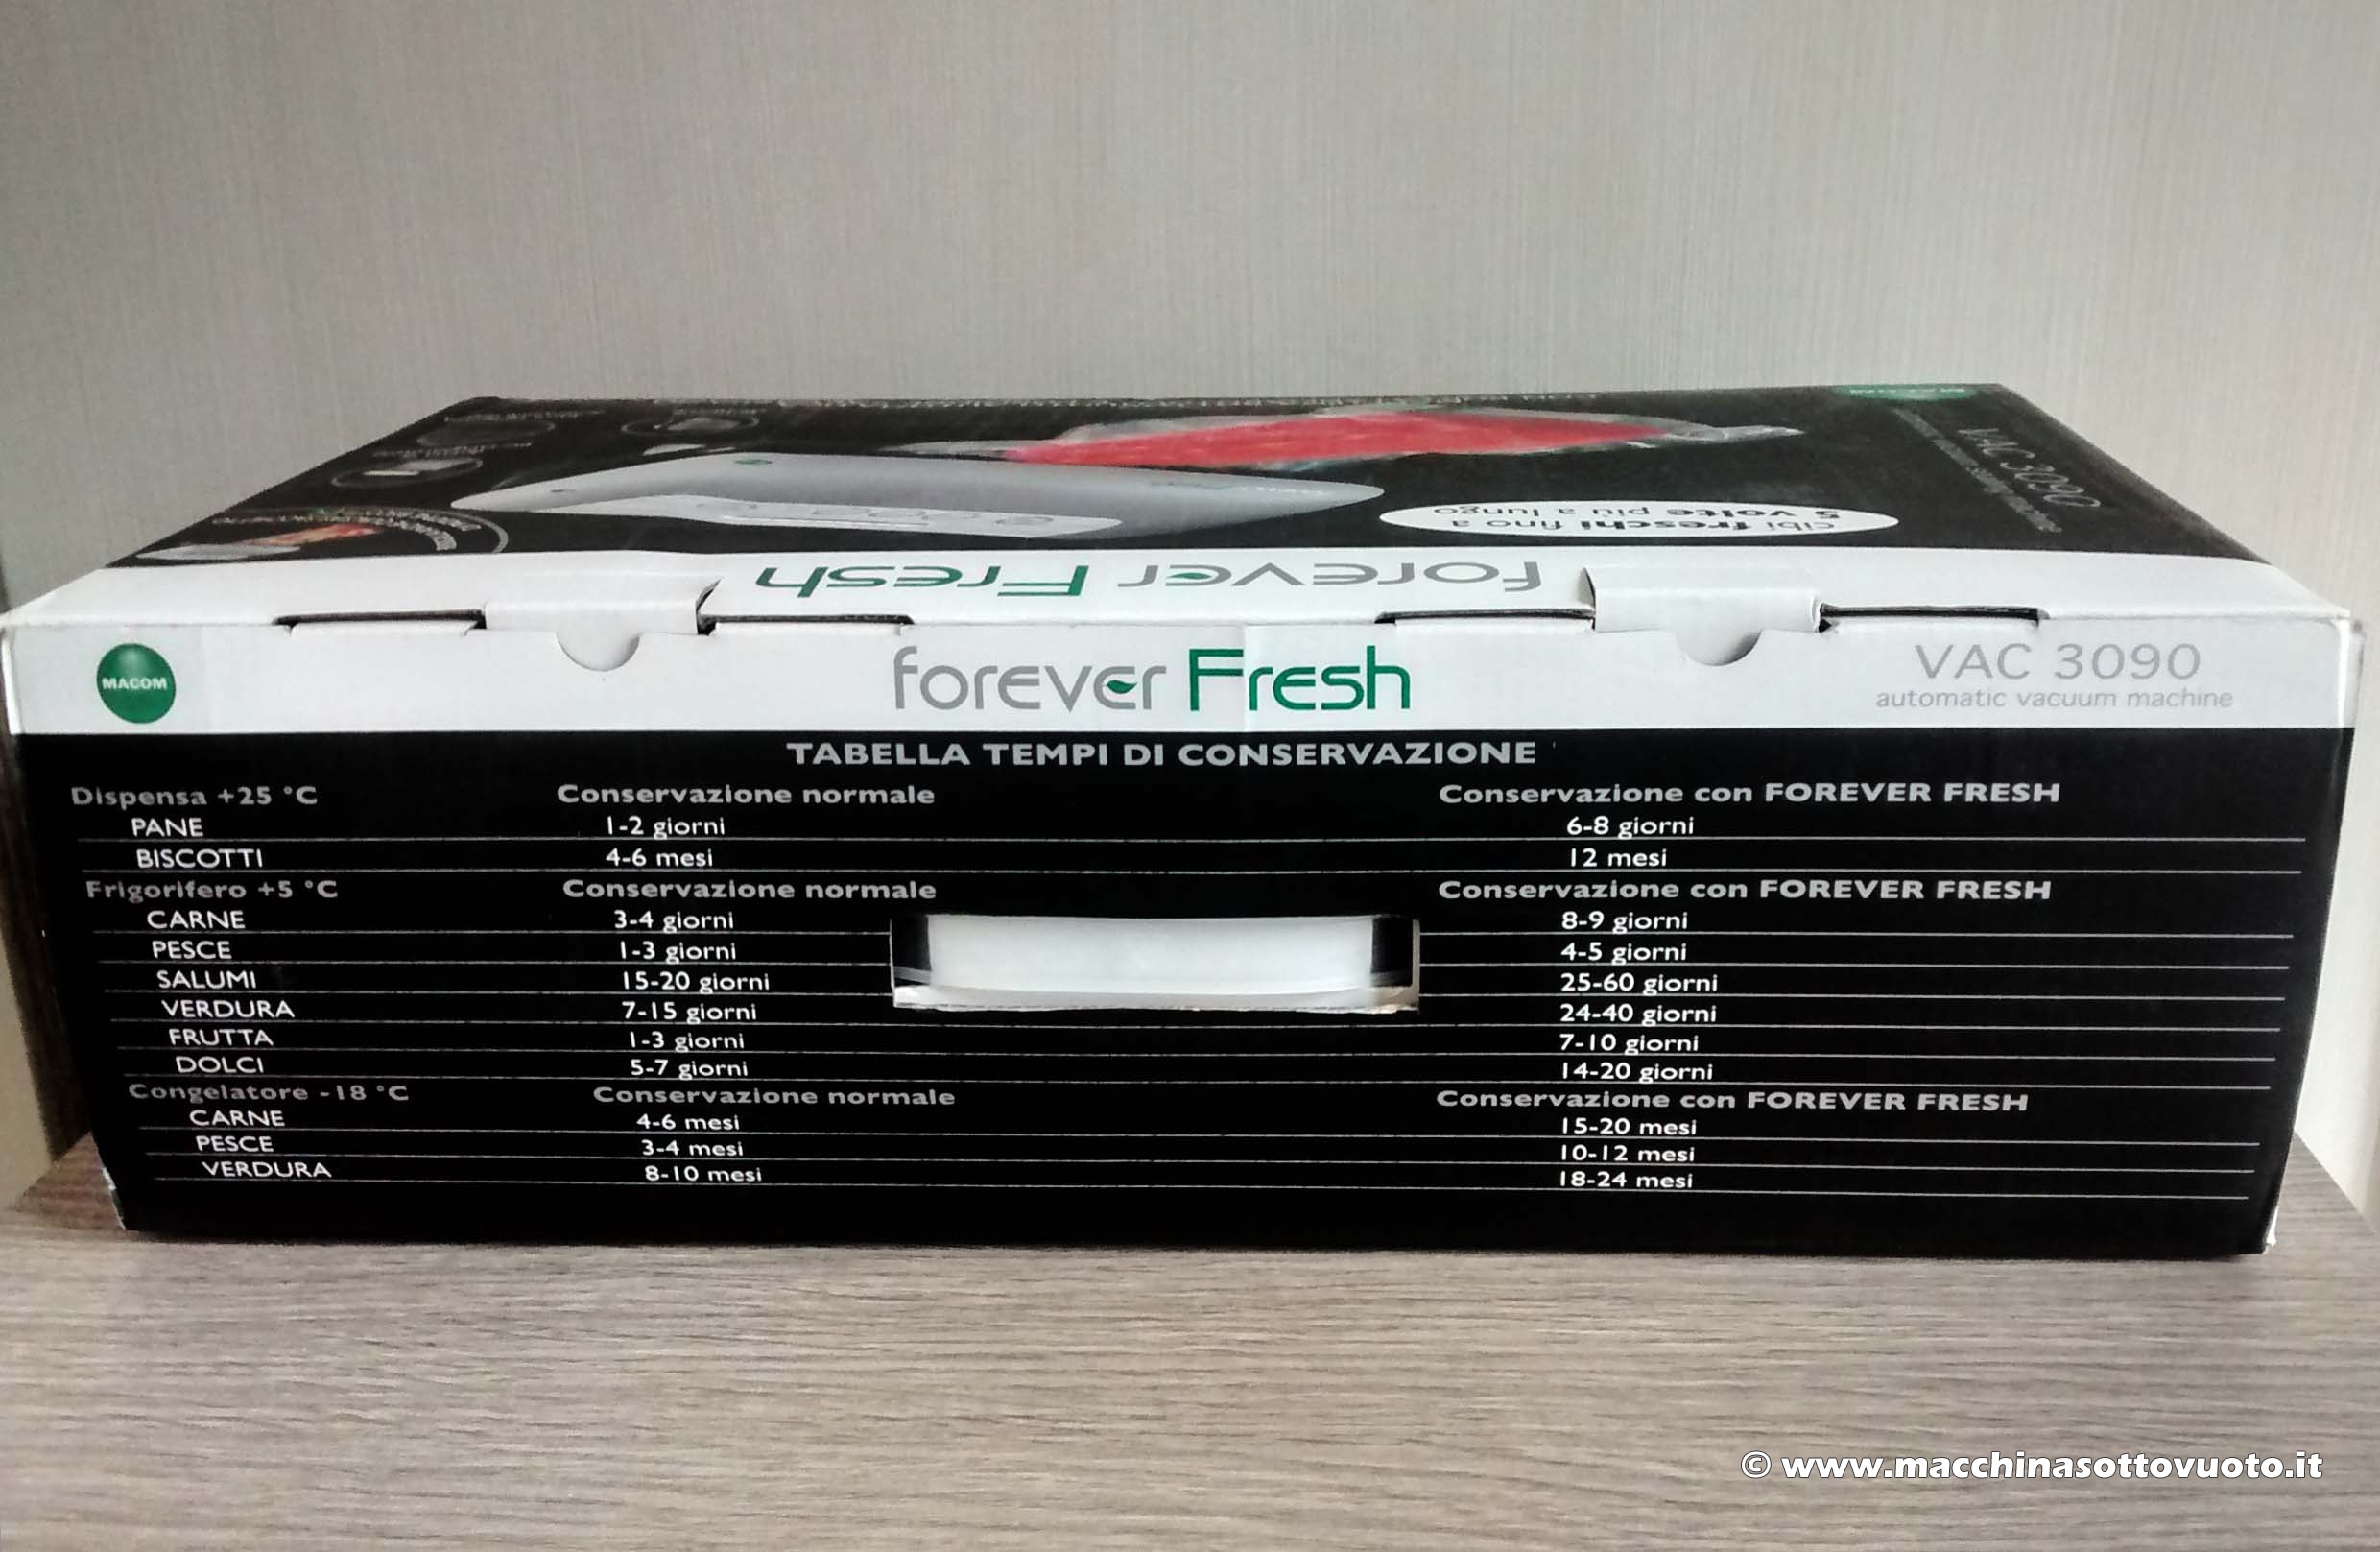 VAC 3090
cibi freschi fino a
5 volte più a lungo
forever Fresh
MACOM
forever Fresh
VAC 3090
automatic vacuum machine
TABELLA TEMPI DI CONSERVAZIONE
Dispensa +25 °C Conservazione normale Conservazione con FOREVER FRESH
PANE 1-2 giorni 6-8 giorni
BISCOTTI 4-6 mesi 12 mesi
Frigorifero +5 °C Conservazione normale Conservazione con FOREVER FRESH
CARNE 3-4 giorni 8-9 giorni
PESCE 1-3 giorni 4-5 giorni
SALUMI 15-20 giorni 25-60 giorni
VERDURA 7-15 giorni 24-40 giorni
FRUTTA 1-3 giorni 7-10 giorni
DOLCI 5-7 giorni 14-20 giorni
Congelatore -18 °C Conservazione normale Conservazione con FOREVER FRESH
CARNE 4-6 mesi 15-20 mesi
PESCE 3-4 mesi 10-12 mesi
VERDURA 8-10 mesi 18-24 mesi
© www.macchinasottovuoto.it